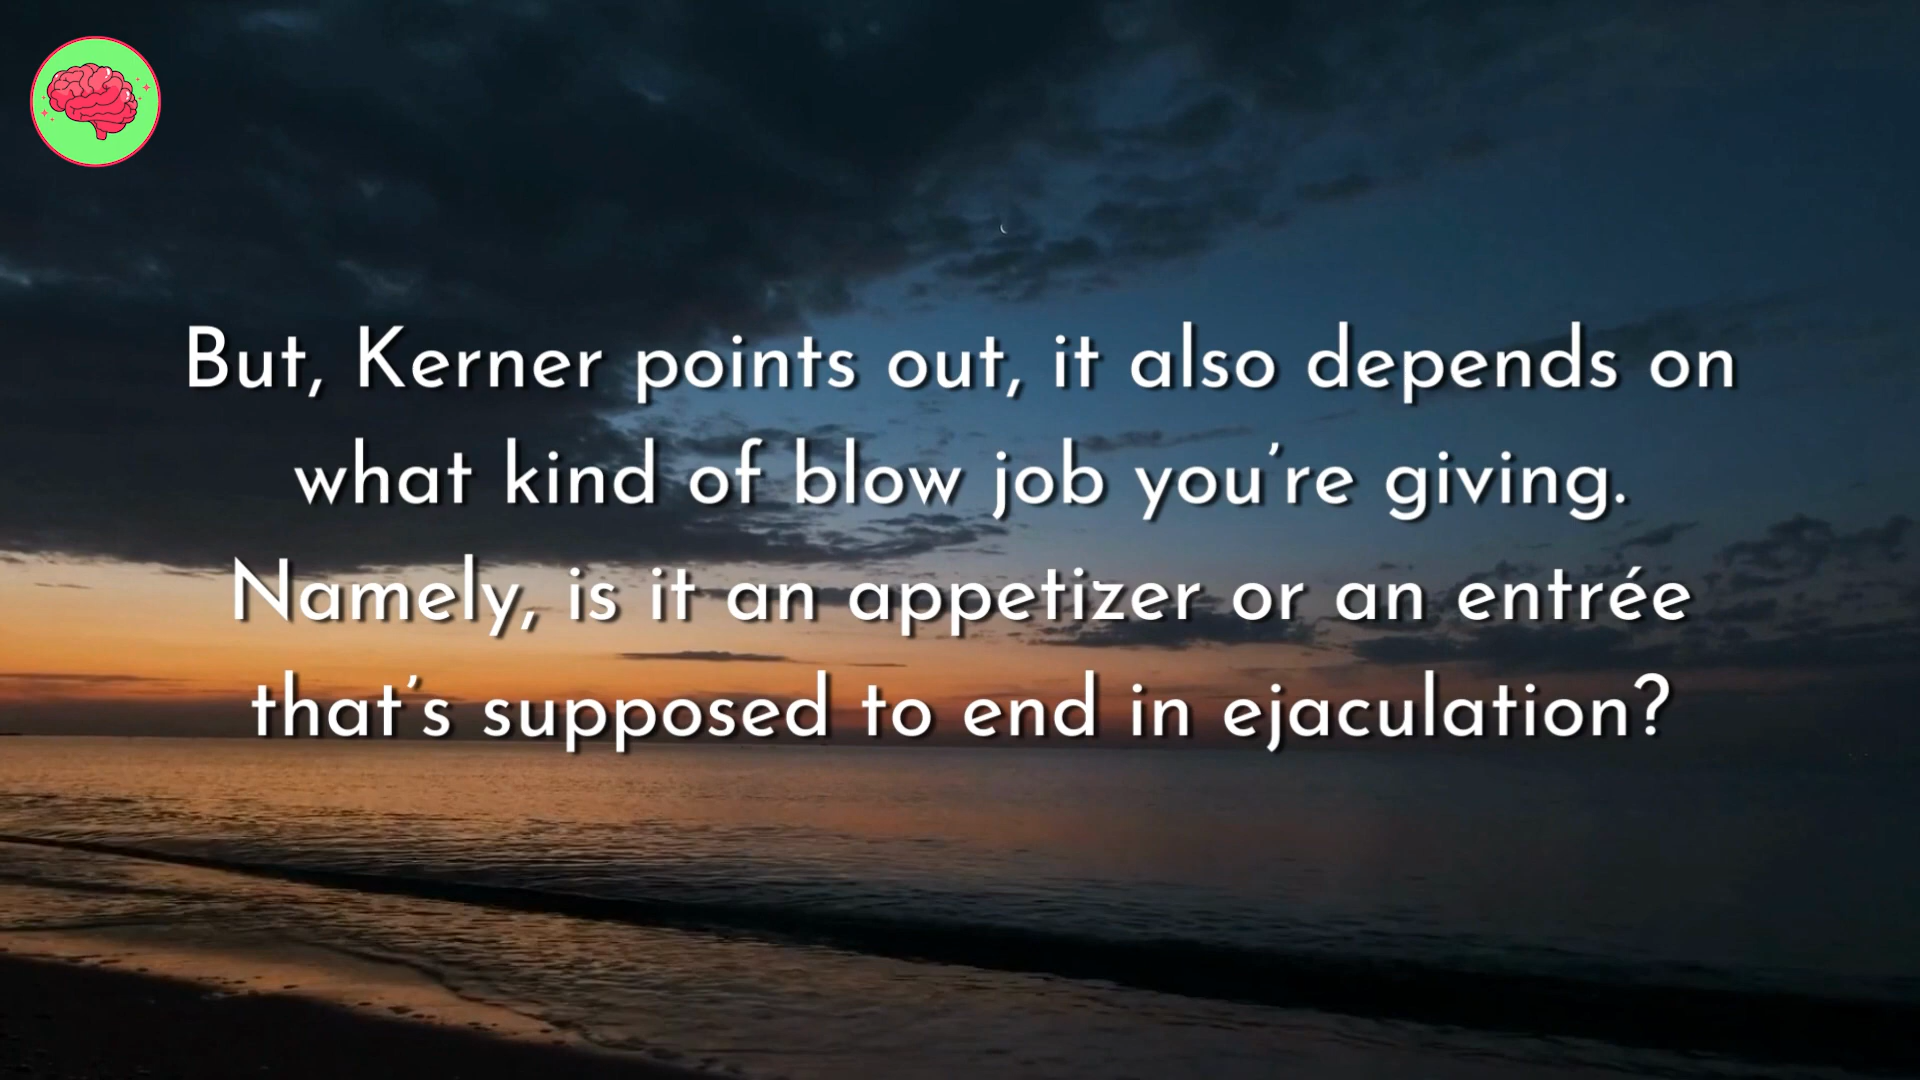 But, Kerner points out, it also depends on
what kind of blow job you’re giving.
Namely, is it an appetizer or an entrée
that’s supposed to end in ejaculation?